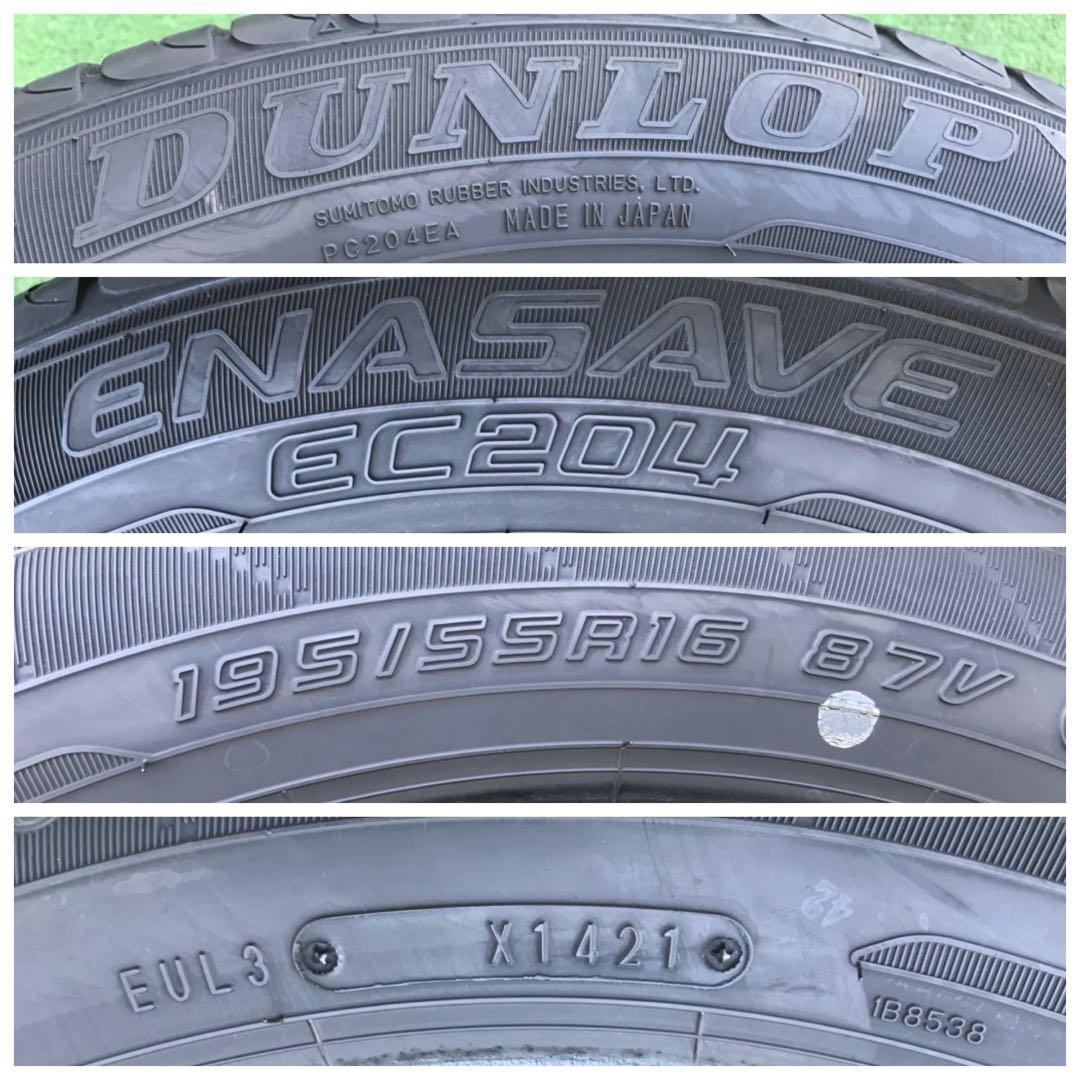 DUNLOP
SUMITOMO RUBBER INDUSTRIES, LTD.
PC204EA MADE IN JAPAN
ENASAVE
EC204
195/55R16 87V
42
EUL3 X1421
1B8538